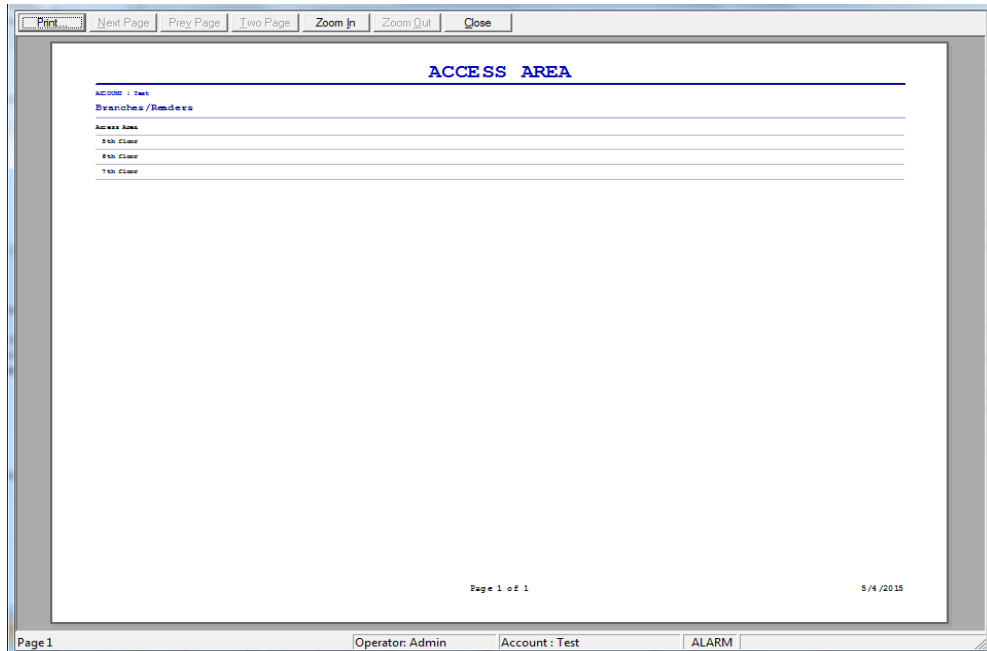 Print... Next Page Prev Page Two Page Zoom In Zoom Out Close
ACCESS AREA
ACCOUNT : Test
Branches/Readers
Access Area
5th floor
6th floor
7th floor
Page 1 of 1 5/4/2015
Page 1 Operator: Admin Account : Test ALARM